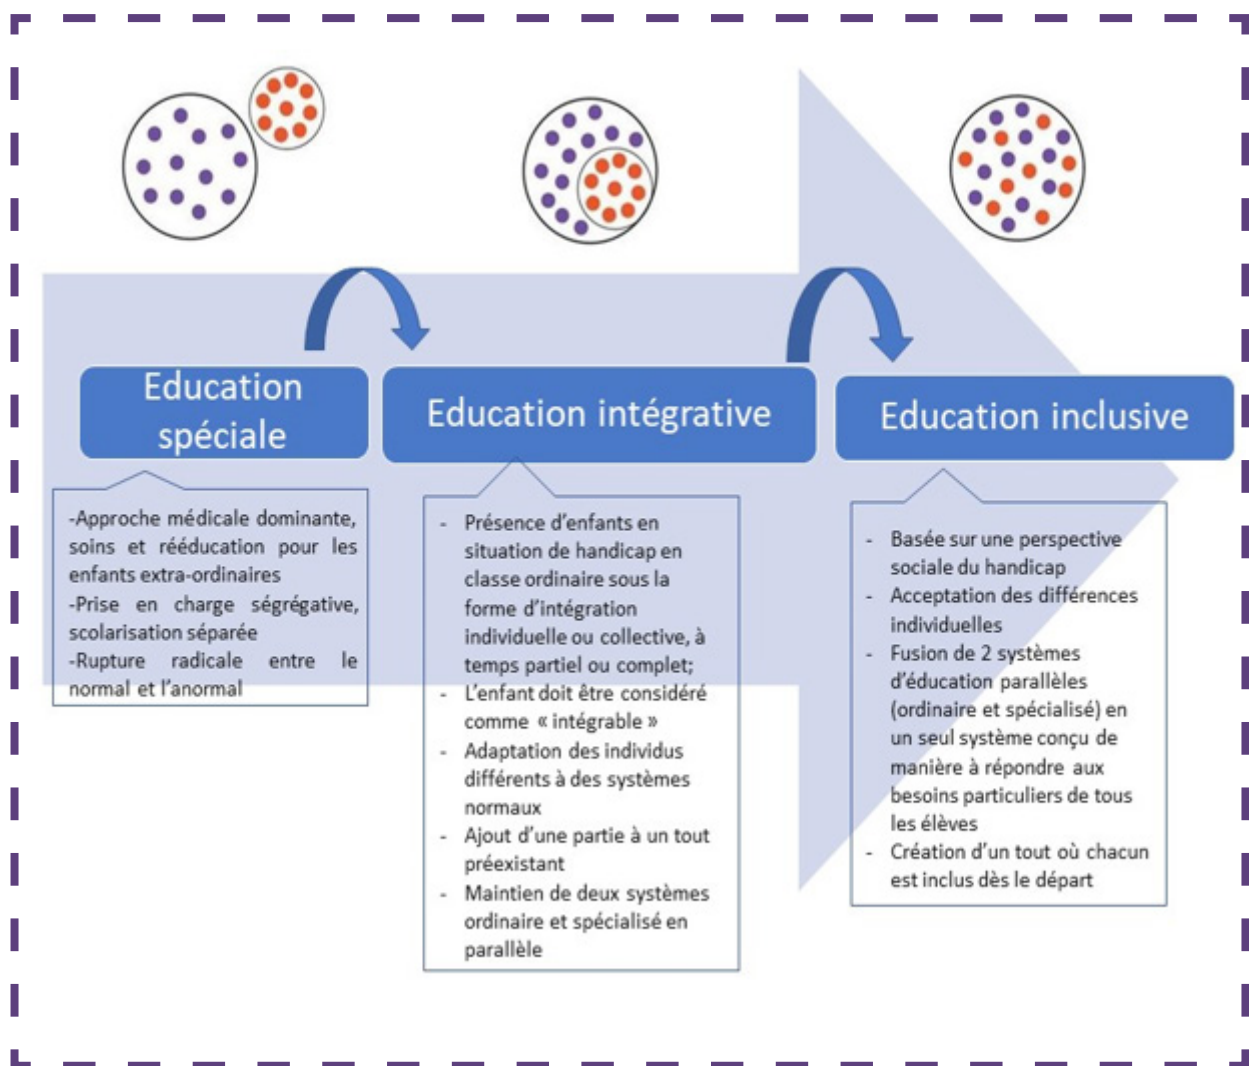 Education
spéciale
-Approche médicale dominante,
soins et rééducation pour les
enfants extra-ordinaires
-Prise en charge ségrégative,
scolarisation séparée
-Rupture radicale entre le
normal et l'anormal
Education intégrative
- Présence d'enfants en
situation de handicap en
classe ordinaire sous la
forme d'intégration
individuelle ou collective, à
temps partiel ou complet;
- L'enfant doit être considéré
comme « intégrable »
- Adaptation des individus
différents à des systèmes
normaux
- Ajout d'une partie à un tout
préexistant
- Maintien de deux systèmes
ordinaire et spécialisé en
parallèle
Education inclusive
- Basée sur une perspective
sociale du handicap
- Acceptation des différences
individuelles
- Fusion de 2 systèmes
d'éducation parallèles
(ordinaire et spécialisé) en
un seul système conçu de
manière à répondre aux
besoins particuliers de tous
les élèves
- Création d'un tout où chacun
est inclus dès le départ